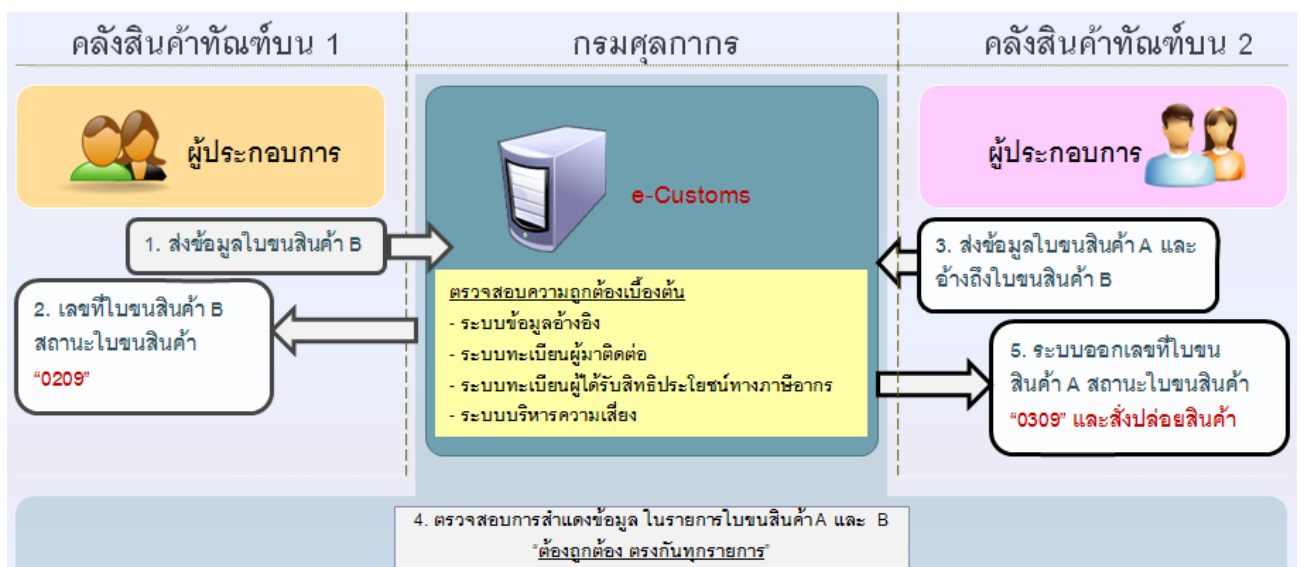 คลังสินค้าทัณฑ์บน 1
กรมศุลกากร
คลังสินค้าทัณฑ์บน 2
ผู้ประกอบการ
e-Customs
ผู้ประกอบการ
1. ส่งข้อมูลใบขนสินค้า B
2. เลขที่ใบขนสินค้า B
สถานะใบขนสินค้า
"0209"
ตรวจสอบความถูกต้องเบื้องต้น
- ระบบข้อมูลอ้างอิง
- ระบบทะเบียนผู้มาติดต่อ
- ระบบทะเบียนผู้ได้รับสิทธิประโยชน์ทางภาษีอากร
- ระบบบริหารความเสี่ยง
3. ส่งข้อมูลใบขนสินค้า A และ
อ้างถึงใบขนสินค้า B
5. ระบบออกเลขที่ใบขน
สินค้า A สถานะใบขนสินค้า
"0309" และสั่งปล่อยสินค้า
4. ตรวจสอบการสำแดงข้อมูล ในรายการใบขนสินค้า A และ B
"ต้องถูกต้อง ตรงกันทุกรายการ"